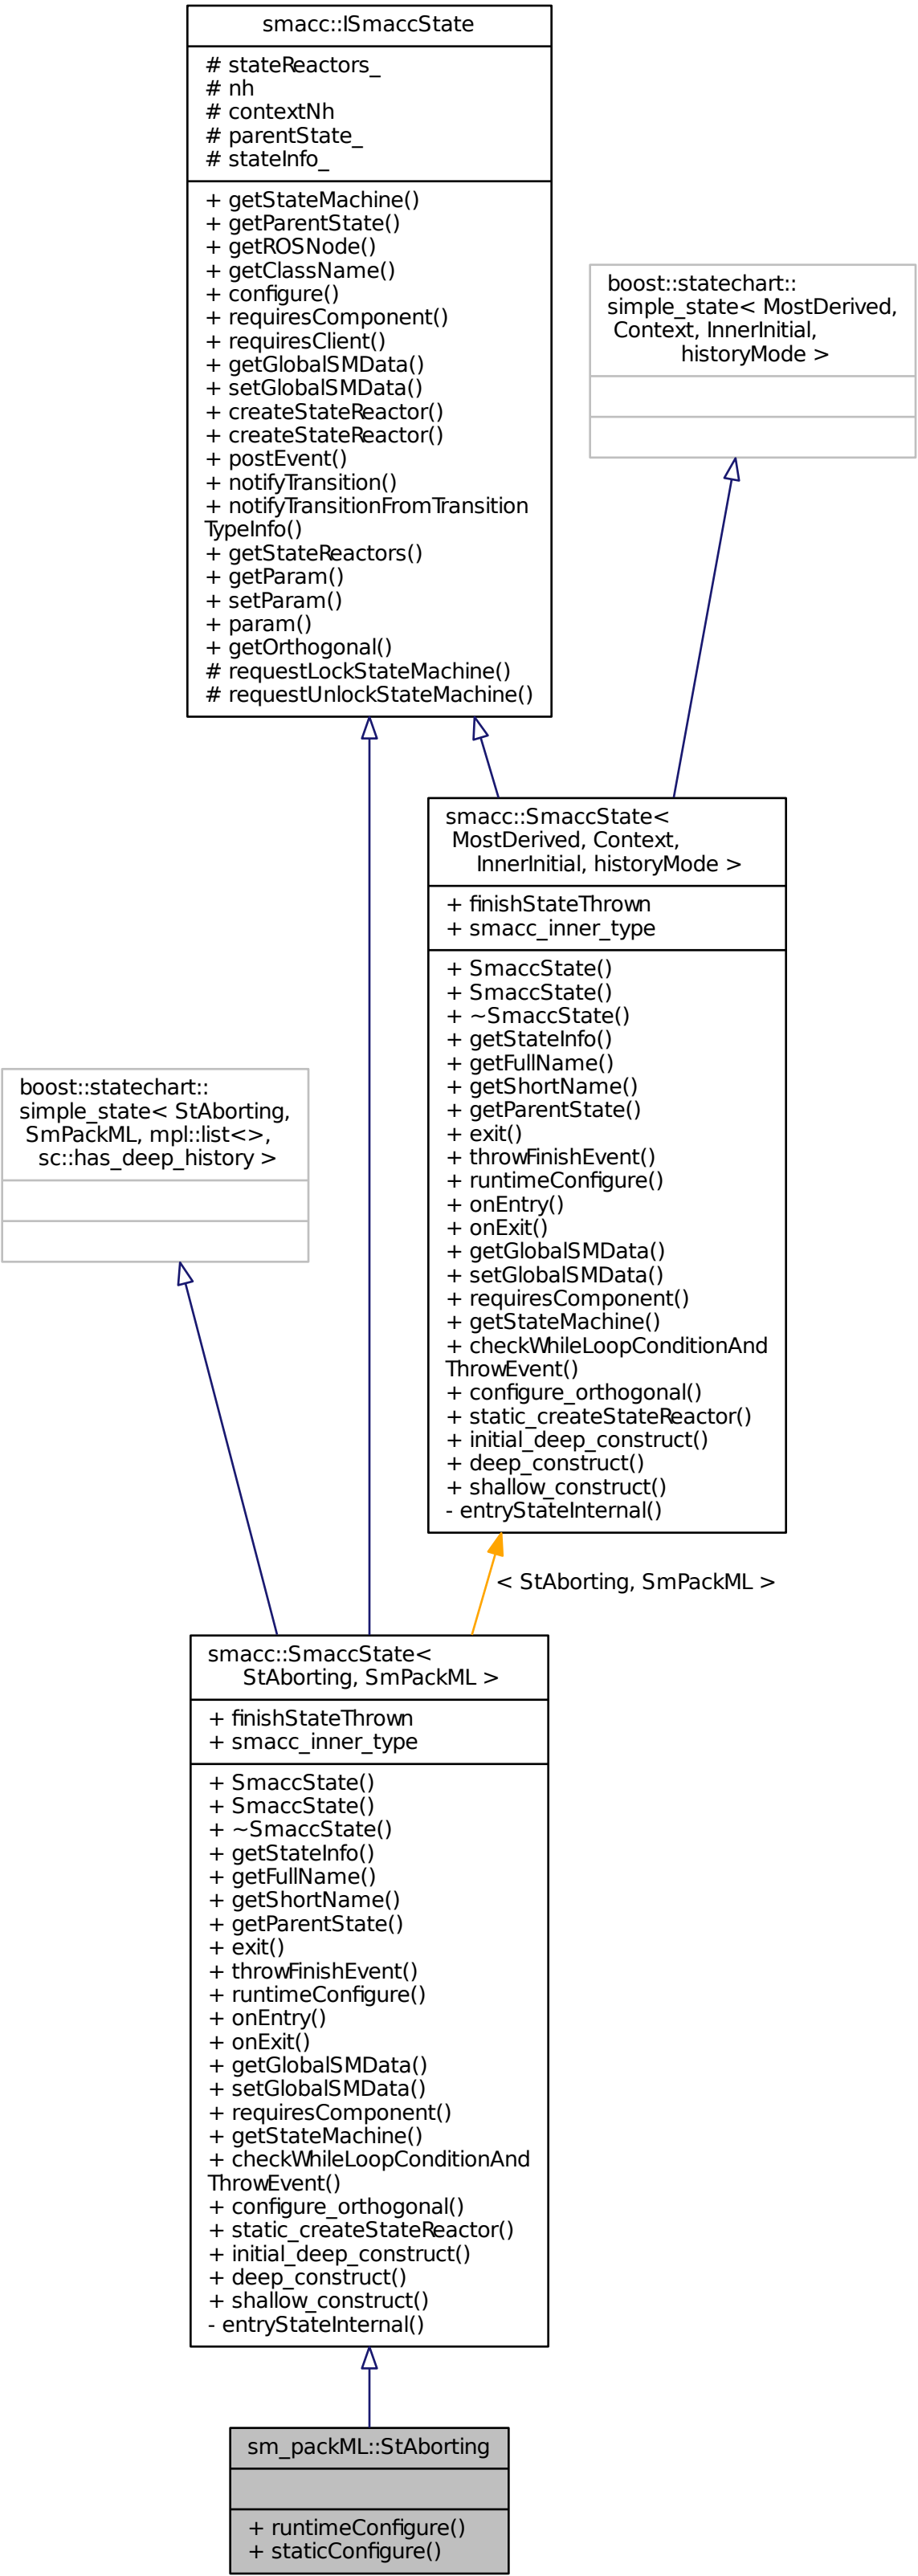 smacc::ISmaccState
# stateReactors_
# nh
# contextNh
# parentState_
# stateInfo_
+ getStateMachine()
+ getParentState()
+ getROSNode()
+ getClassName()
+ configure()
+ requiresComponent()
+ requiresClient()
+ getGlobalSMData()
+ setGlobalSMData()
+ createStateReactor()
+ createStateReactor()
+ postEvent()
+ notifyTransition()
+ notifyTransitionFromTransition
TypeInfo()
+ getStateReactors()
+ getParam()
+ setParam()
+ param()
+ getOrthogonal()
# requestLockStateMachine()
# requestUnlockStateMachine()
boost::statechart::
simple_state< MostDerived,
Context, InnerInitial,
historyMode >
smacc::SmaccState<
MostDerived, Context,
InnerInitial, historyMode >
+ finishStateThrown
+ smacc_inner_type
+ SmaccState()
+ SmaccState()
+ ~SmaccState()
+ getStateInfo()
+ getFullName()
+ getShortName()
+ getParentState()
+ exit()
+ throwFinishEvent()
+ runtimeConfigure()
+ onEntry()
+ onExit()
+ getGlobalSMData()
+ setGlobalSMData()
+ requiresComponent()
+ getStateMachine()
+ checkWhileLoopConditionAnd
ThrowEvent()
+ configure_orthogonal()
+ static_createStateReactor()
+ initial_deep_construct()
+ deep_construct()
+ shallow_construct()
- entryStateInternal()
boost::statechart::
simple_state< StAborting,
SmPackML, mpl::list<>,
sc::has_deep_history >
< StAborting, SmPackML >
smacc::SmaccState<
StAborting, SmPackML >
+ finishStateThrown
+ smacc_inner_type
+ SmaccState()
+ SmaccState()
+ ~SmaccState()
+ getStateInfo()
+ getFullName()
+ getShortName()
+ getParentState()
+ exit()
+ throwFinishEvent()
+ runtimeConfigure()
+ onEntry()
+ onExit()
+ getGlobalSMData()
+ setGlobalSMData()
+ requiresComponent()
+ getStateMachine()
+ checkWhileLoopConditionAnd
ThrowEvent()
+ configure_orthogonal()
+ static_createStateReactor()
+ initial_deep_construct()
+ deep_construct()
+ shallow_construct()
- entryStateInternal()
sm_packML::StAborting
+ runtimeConfigure()
+ staticConfigure()